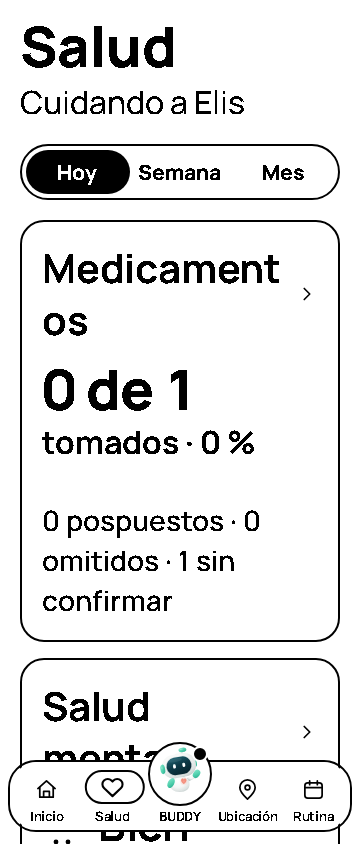 Salud
Cuidando a Elis
Hoy Semana Mes
Medicament
os
0 de 1
tomados · 0 %
0 pospuestos · 0
omitidos · 1 sin
confirmar
Salud
Bien
Inicio Salud BUDDY Ubicación Rutina